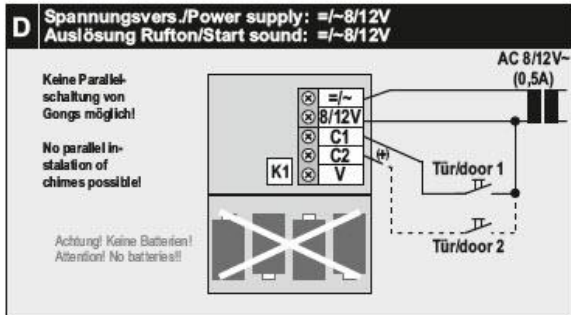 D
Spannungsvers./Power supply: =/~8/12V
Auslösung Rufton/Start sound: =/~8/12V
AC 8/12V~
(0,5A)
Keine Parallel-
schaltung von
Gongs möglich!
No parallel in-
stalation of
chimes possible!
=/~
8/12V
C1
C2
V
K1
(+)
Tür/door 1
Tür/door 2
Achtung! Keine Batterien!
Attention! No batteries!!